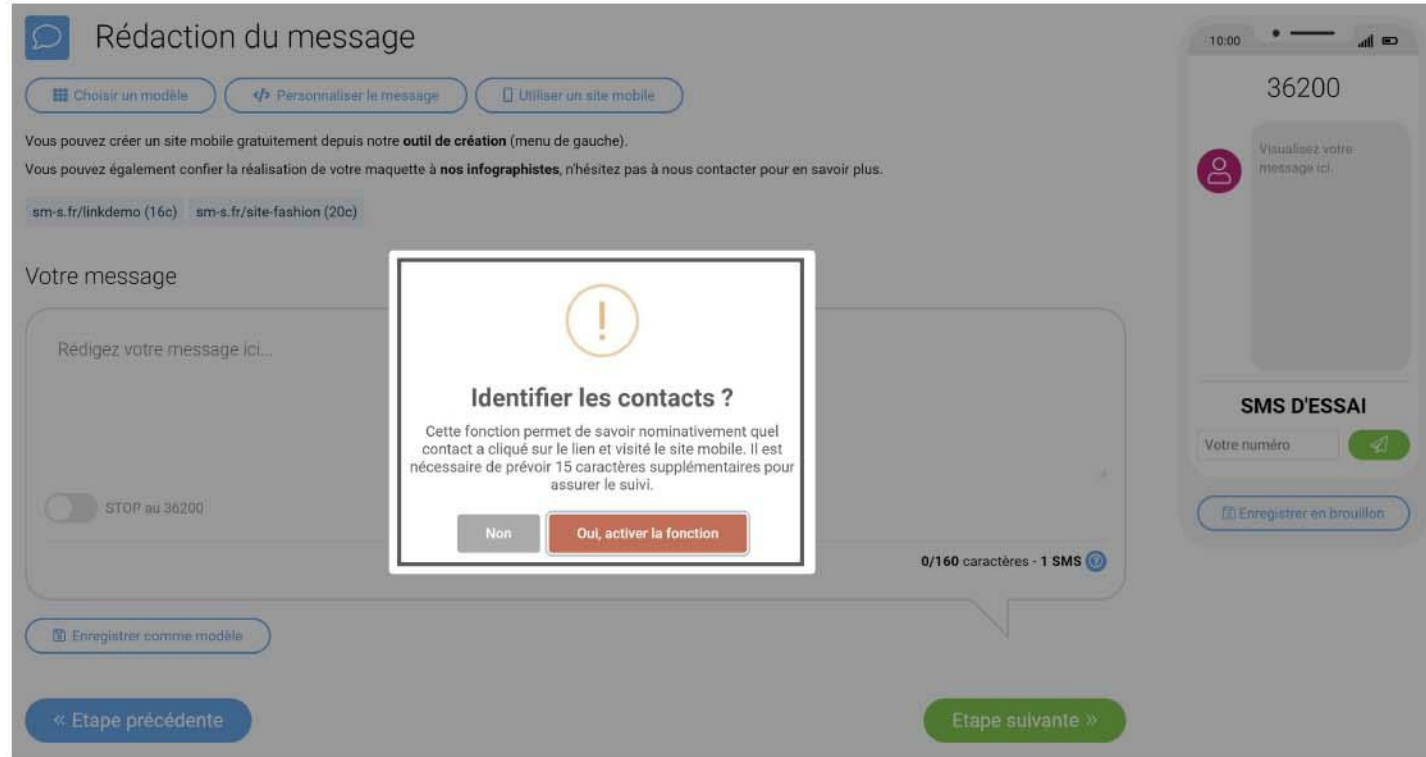 Rédaction du message
Choisir un modèle
</> Personnaliser le message
Utiliser un site mobile
Vous pouvez créer un site mobile gratuitement depuis notre outil de création (menu de gauche).
Vous pouvez également confier la réalisation de votre maquette à nos infographistes, n'hésitez pas à nous contacter pour en savoir plus.
sm-s.fr/linkdemo (16c) sm-s.fr/site-fashion (20c)
Votre message
Rédigez votre message ici...
STOP au 36200
0/160 caractères - 1 SMS ?
Enregistrer comme modèle
« Etape précédente
Etape suivante »
!
Identifier les contacts ?
Cette fonction permet de savoir nominativement quel
contact a cliqué sur le lien et visité le site mobile. Il est
nécessaire de prévoir 15 caractères supplémentaires pour
assurer le suivi.
Non
Oui, activer la fonction
10:00
36200
Visualisez votre
message ici.
SMS D'ESSAI
Votre numéro
Enregistrer en brouillon